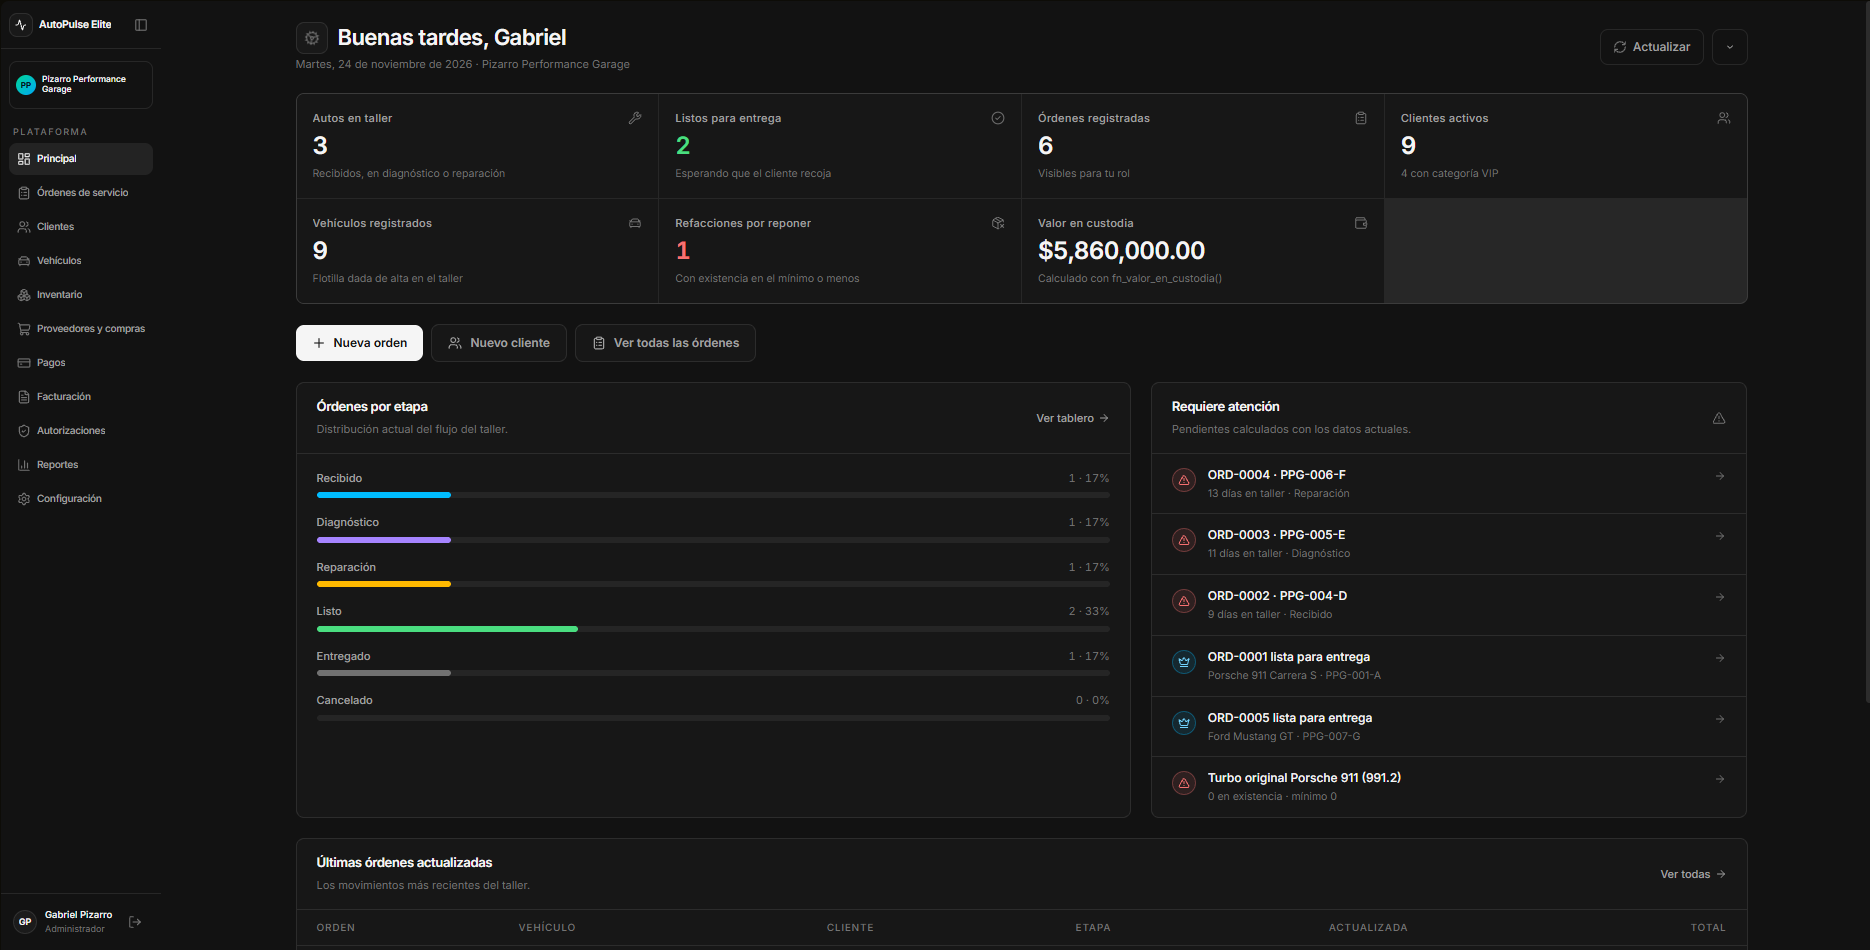 AutoPulse Elite
PP
Pizarro Performance
Garage
PLATAFORMA
Principal
Órdenes de servicio
Clientes
Vehículos
Inventario
Proveedores y compras
Pagos
Facturación
Autorizaciones
Reportes
Configuración
GP
Gabriel Pizarro
Administrador
Buenas tardes, Gabriel
Martes, 24 de noviembre de 2026 · Pizarro Performance Garage
Actualizar
Autos en taller
3
Recibidos, en diagnóstico o reparación
Listos para entrega
2
Esperando que el cliente recoja
Órdenes registradas
6
Visibles para tu rol
Clientes activos
9
4 con categoría VIP
Vehículos registrados
9
Flotilla dada de alta en el taller
Refacciones por reponer
1
Con existencia en el mínimo o menos
Valor en custodia
$5,860,000.00
Calculado con fn_valor_en_custodia()
Nueva orden
Nuevo cliente
Ver todas las órdenes
Órdenes por etapa
Distribución actual del flujo del taller.
Ver tablero →
Recibido 1 · 17%
Diagnóstico 1 · 17%
Reparación 1 · 17%
Listo 2 · 33%
Entregado 1 · 17%
Cancelado 0 · 0%
Requiere atención
Pendientes calculados con los datos actuales.
ORD-0004 · PPG-006-F
13 días en taller · Reparación
ORD-0003 · PPG-005-E
11 días en taller · Diagnóstico
ORD-0002 · PPG-004-D
9 días en taller · Recibido
ORD-0001 lista para entrega
Porsche 911 Carrera S · PPG-001-A
ORD-0005 lista para entrega
Ford Mustang GT · PPG-007-G
Turbo original Porsche 911 (991.2)
0 en existencia · mínimo 0
Últimas órdenes actualizadas
Los movimientos más recientes del taller.
Ver todas →
ORDEN VEHÍCULO CLIENTE ETAPA ACTUALIZADA TOTAL